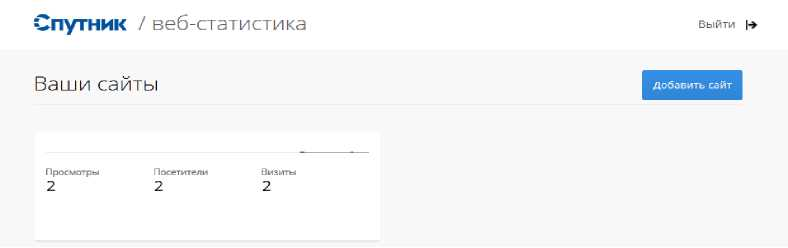 Спутник / веб-статистика
Выйти
Ваши сайты
Добавить сайт
Просмотры Посетители Визиты
2 2 2